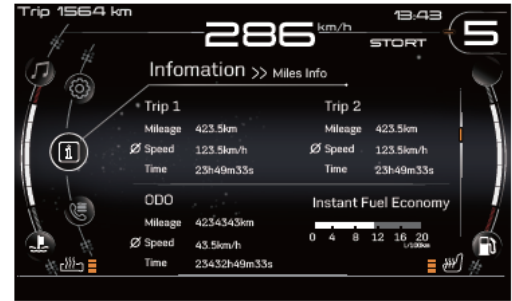 Trip 1564 km
286 km/h
13:43
STORT
5
Infomation >> Miles Info
Trip 1
Mileage 423.5km
Ø Speed 123.5km/h
Time 23h49m33s
Trip 2
Mileage 423.5km
Ø Speed 123.5km/h
Time 23h49m33s
ODO
Mileage 4234343km
Ø Speed 43.5km/h
Time 23432h49m33s
Instant Fuel Economy
0 4 8 12 16 20
L/100km